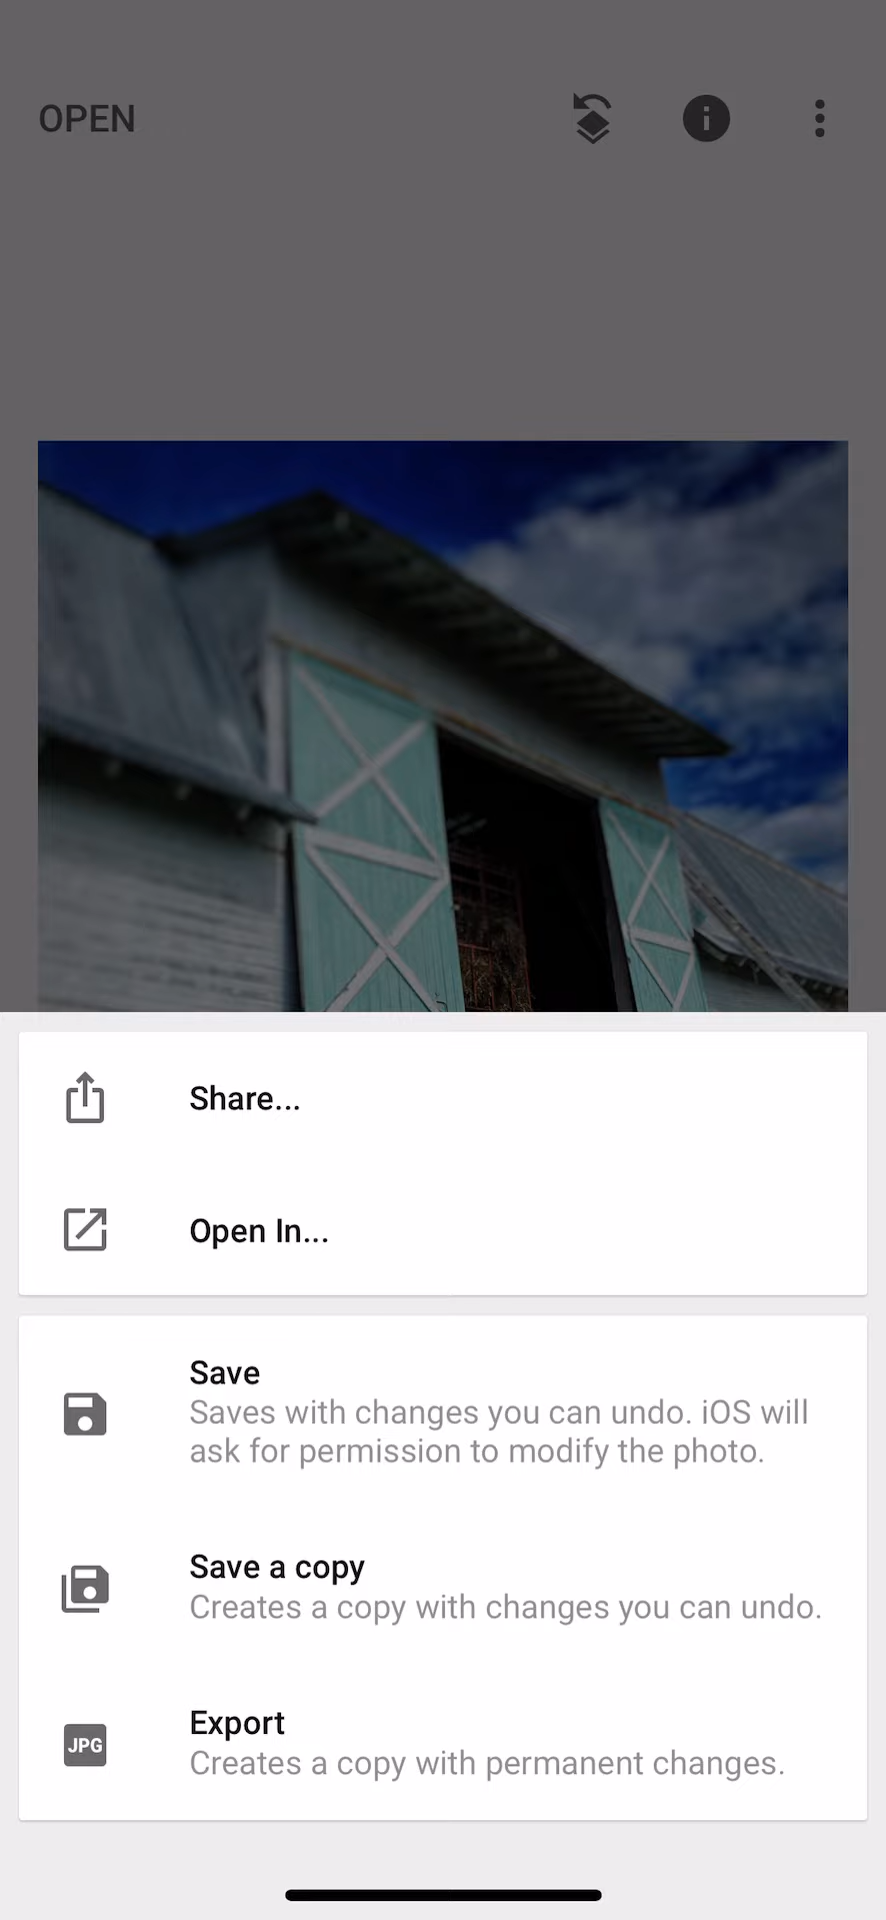 OPEN
Share...
Open In...
Save
Saves with changes you can undo. iOS will
ask for permission to modify the photo.
Save a copy
Creates a copy with changes you can undo.
JPG
Export
Creates a copy with permanent changes.